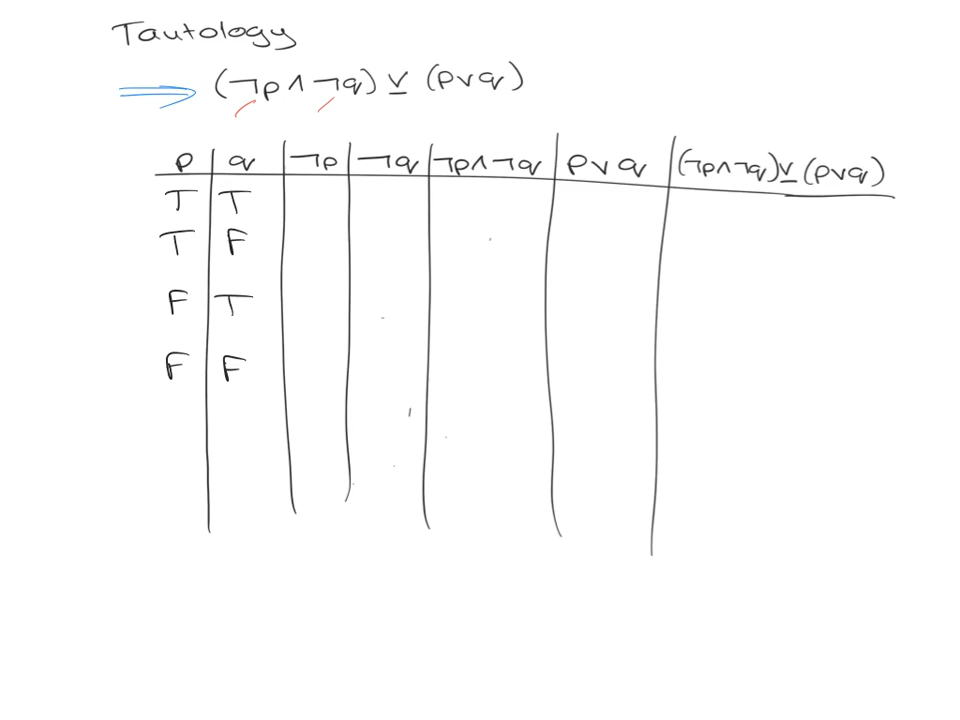 Tautology
(¬p ∧ ¬q) ⊻ (p ∨ q)
p q ¬p ¬q ¬p ∧ ¬q p ∨ q (¬p ∧ ¬q) ⊻ (p ∨ q)
T T
T F
F T
F F